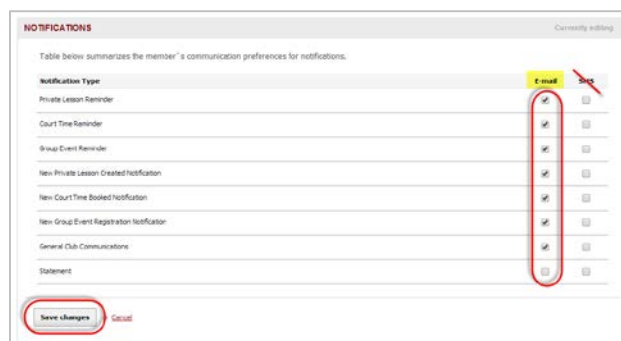 NOTIFICATIONS Currently editing
Table below summarizes the member`s communication preferences for notifications.
Notification Type E-mail SMS
Private Lesson Reminder
Court Time Reminder
Group Event Reminder
New Private Lesson Created Notification
New Court Time Booked Notification
New Group Event Registration Notification
General Club Communications
Statement
Save changes Cancel